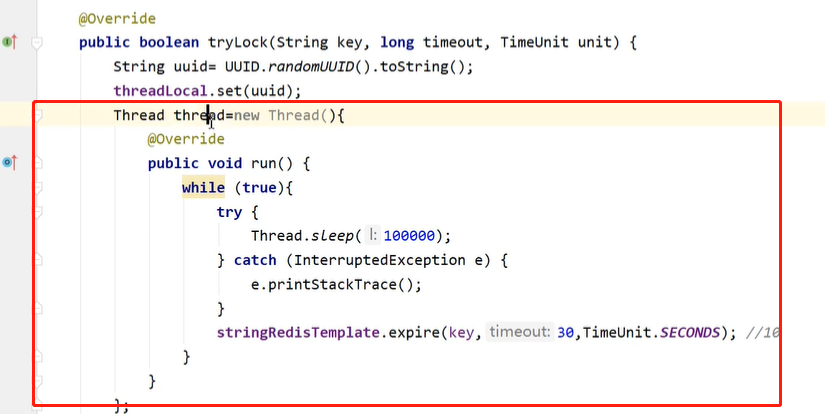 @Override
public boolean tryLock(String key, long timeout, TimeUnit unit) {
String uuid= UUID.randomUUID().toString();
threadLocal.set(uuid);
Thread thread=new Thread(){
@Override
public void run() {
while (true){
try {
Thread.sleep( l: 100000);
} catch (InterruptedException e) {
e.printStackTrace();
}
stringRedisTemplate.expire(key, timeout: 30,TimeUnit.SECONDS); //10
}
}
};